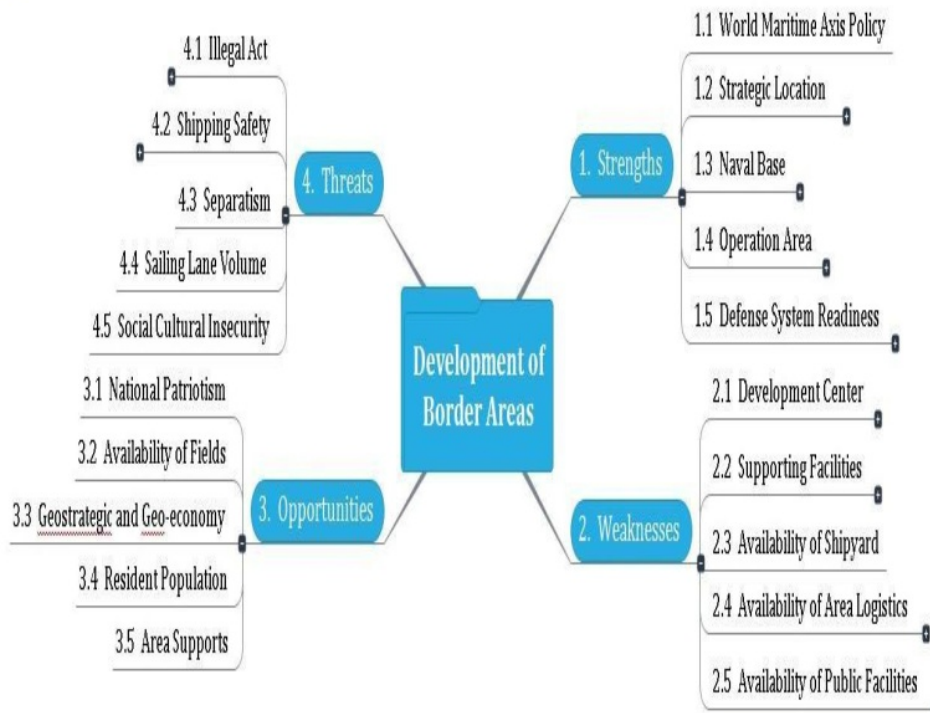 Development of
Border Areas
1. Strengths
1.1 World Maritime Axis Policy
1.2 Strategic Location
1.3 Naval Base
1.4 Operation Area
1.5 Defense System Readiness
2. Weaknesses
2.1 Development Center
2.2 Supporting Facilities
2.3 Availability of Shipyard
2.4 Availability of Area Logistics
2.5 Availability of Public Facilities
3. Opportunities
3.1 National Patriotism
3.2 Availability of Fields
3.3 Geostrategic and Geo-economy
3.4 Resident Population
3.5 Area Supports
4. Threats
4.1 Illegal Act
4.2 Shipping Safety
4.3 Separatism
4.4 Sailing Lane Volume
4.5 Social Cultural Insecurity